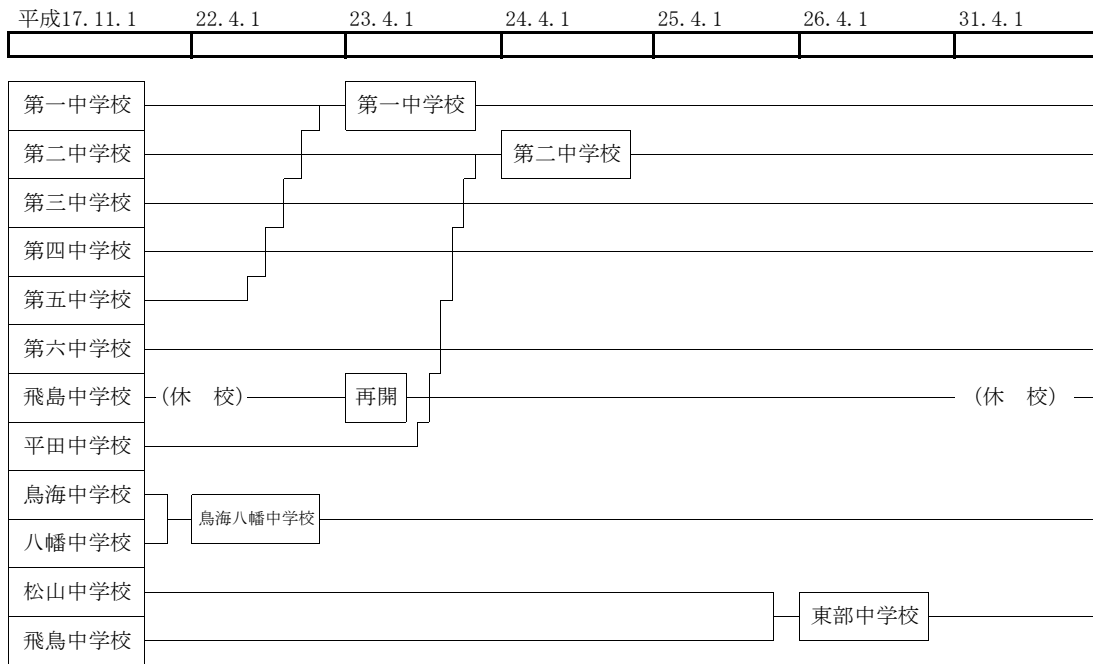 平成17.11.1 22.4.1 23.4.1 24.4.1 25.4.1 26.4.1 31.4.1
第一中学校 第一中学校
第二中学校 第二中学校
第三中学校
第四中学校
第五中学校
第六中学校
飛島中学校 (休 校) 再開 (休 校)
平田中学校
鳥海中学校
鳥海八幡中学校
八幡中学校
松山中学校
東部中学校
飛鳥中学校